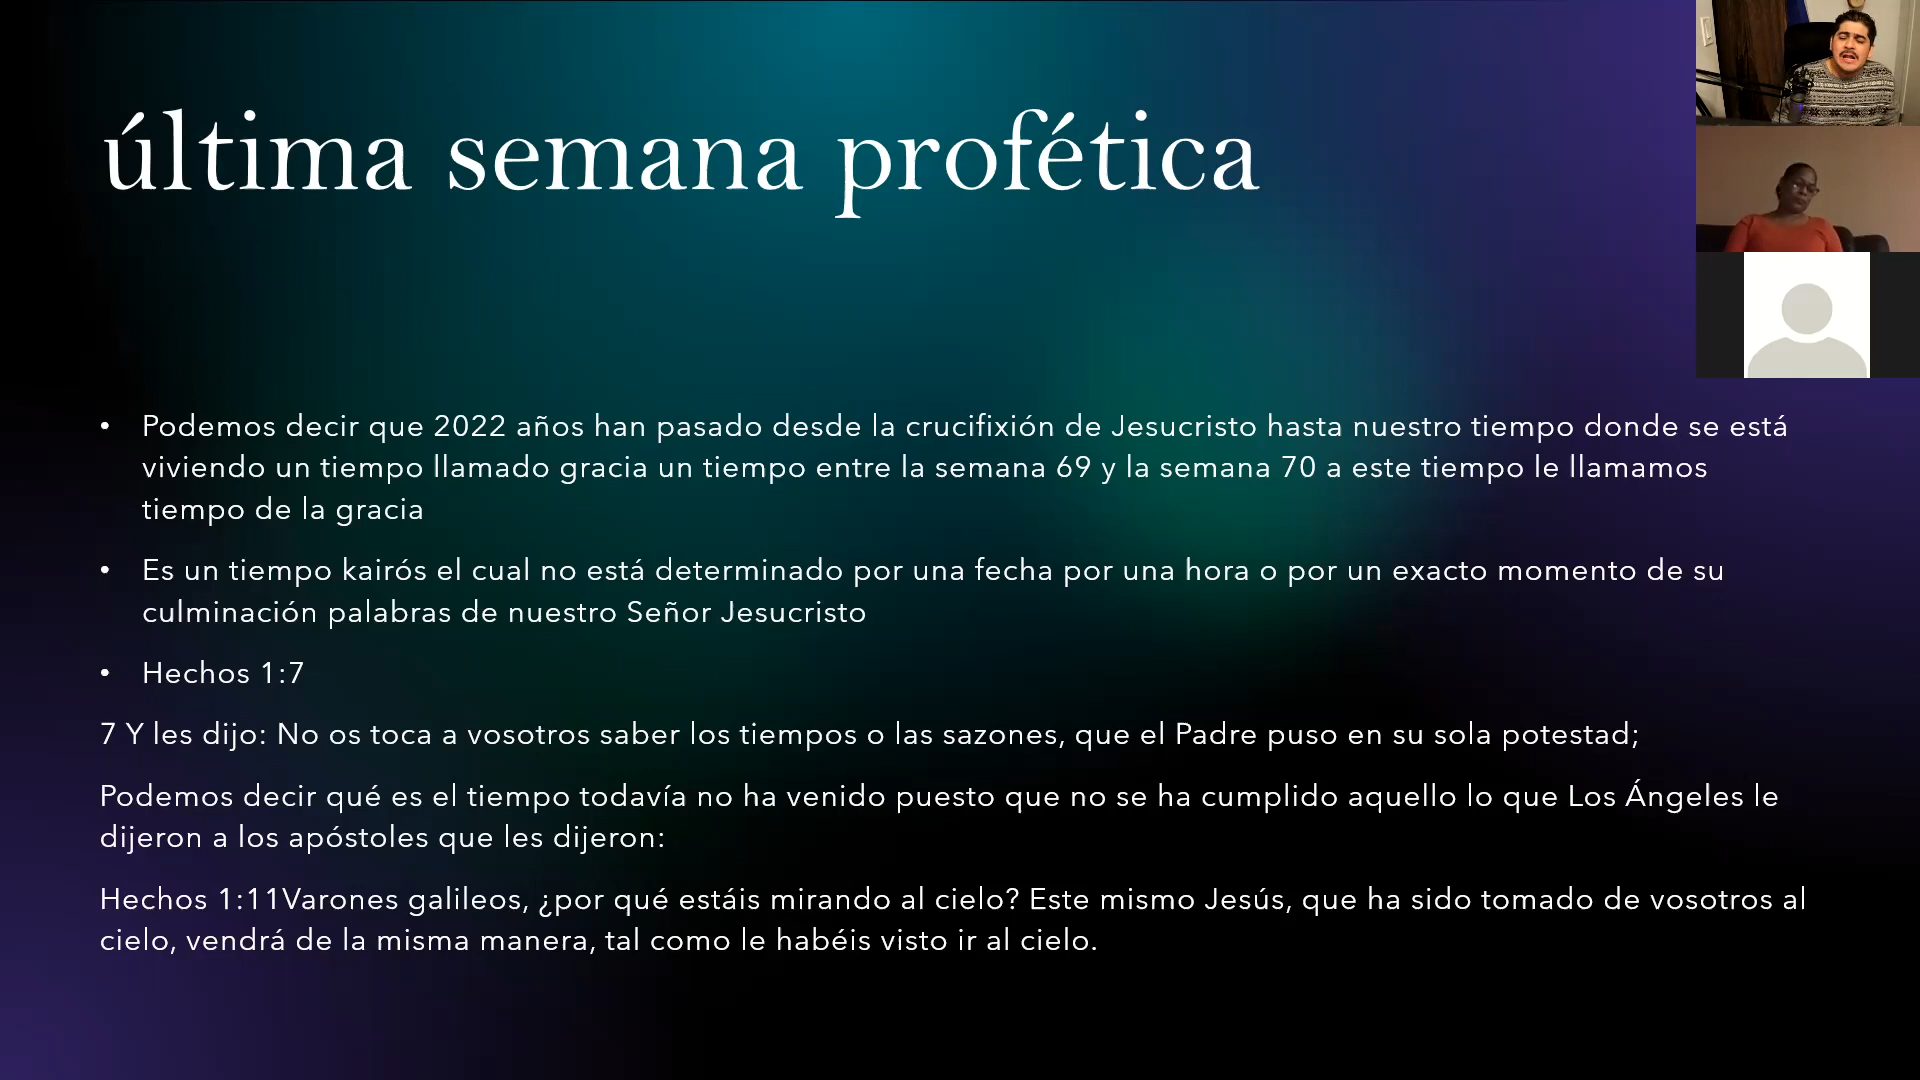 última semana profética
• Podemos decir que 2022 años han pasado desde la crucifixión de Jesucristo hasta nuestro tiempo donde se está
viviendo un tiempo llamado gracia un tiempo entre la semana 69 y la semana 70 a este tiempo le llamamos
tiempo de la gracia
• Es un tiempo kairós el cual no está determinado por una fecha por una hora o por un exacto momento de su
culminación palabras de nuestro Señor Jesucristo
• Hechos 1:7
7 Y les dijo: No os toca a vosotros saber los tiempos o las sazones, que el Padre puso en su sola potestad;
Podemos decir qué es el tiempo todavía no ha venido puesto que no se ha cumplido aquello lo que Los Ángeles le
dijeron a los apóstoles que les dijeron:
Hechos 1:11Varones galileos, ¿por qué estáis mirando al cielo? Este mismo Jesús, que ha sido tomado de vosotros al
cielo, vendrá de la misma manera, tal como le habéis visto ir al cielo.